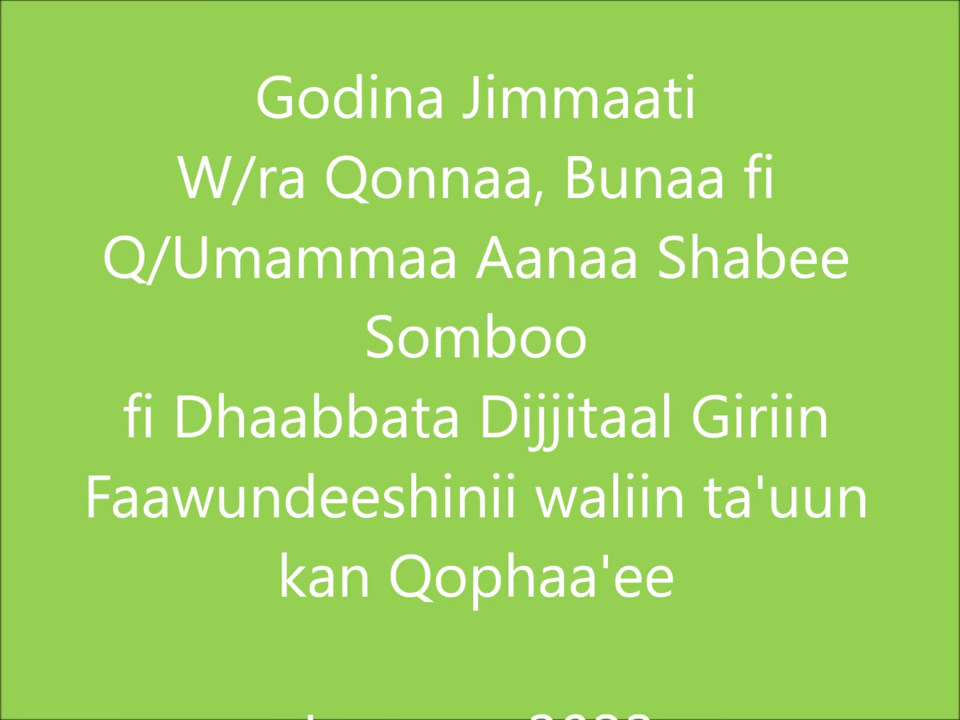 Godina Jimmaati
W/ra Qonnaa, Bunaa fi
Q/Umammaa Aanaa Shabee
Somboo
fi Dhaabbata Dijjitaal Giriin
Faawundeeshinii waliin ta'uun
kan Qophaa'ee